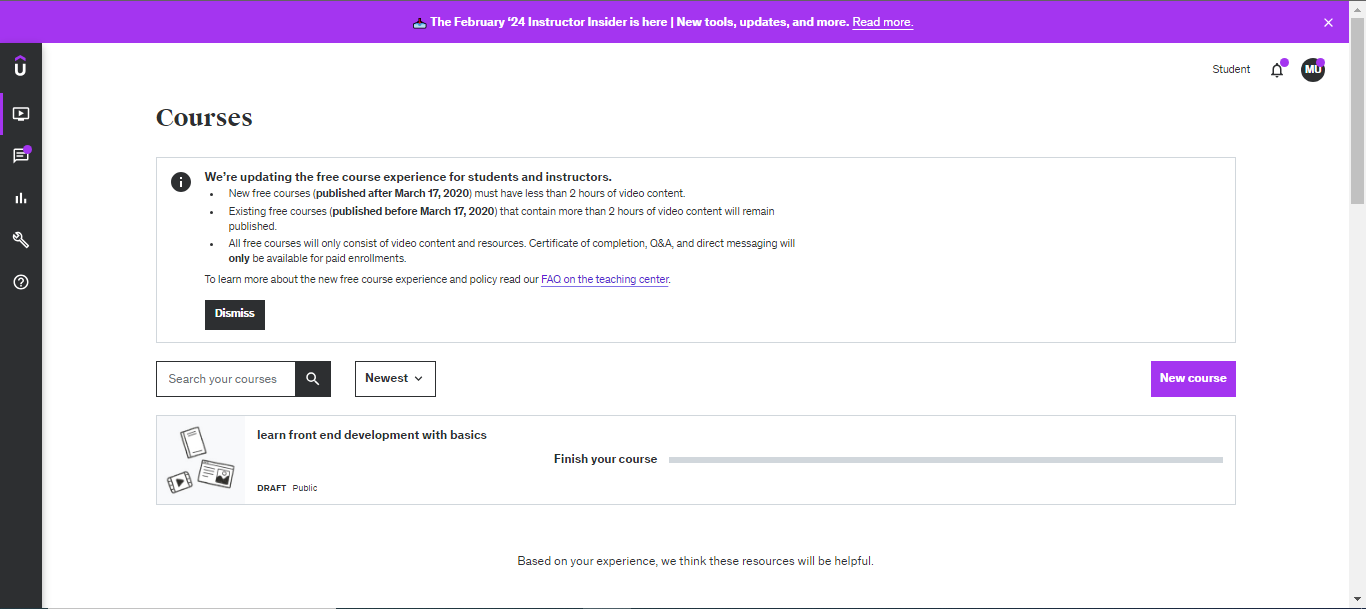 The February ‘24 Instructor Insider is here | New tools, updates, and more. Read more.
Student
MU
Courses
We’re updating the free course experience for students and instructors.
• New free courses (published after March 17, 2020) must have less than 2 hours of video content.
• Existing free courses (published before March 17, 2020) that contain more than 2 hours of video content will remain
published.
• All free courses will only consist of video content and resources. Certificate of completion, Q&A, and direct messaging will
only be available for paid enrollments.
To learn more about the new free course experience and policy read our FAQ on the teaching center.
Dismiss
Search your courses
Newest
New course
learn front end development with basics
Finish your course
DRAFT Public
Based on your experience, we think these resources will be helpful.